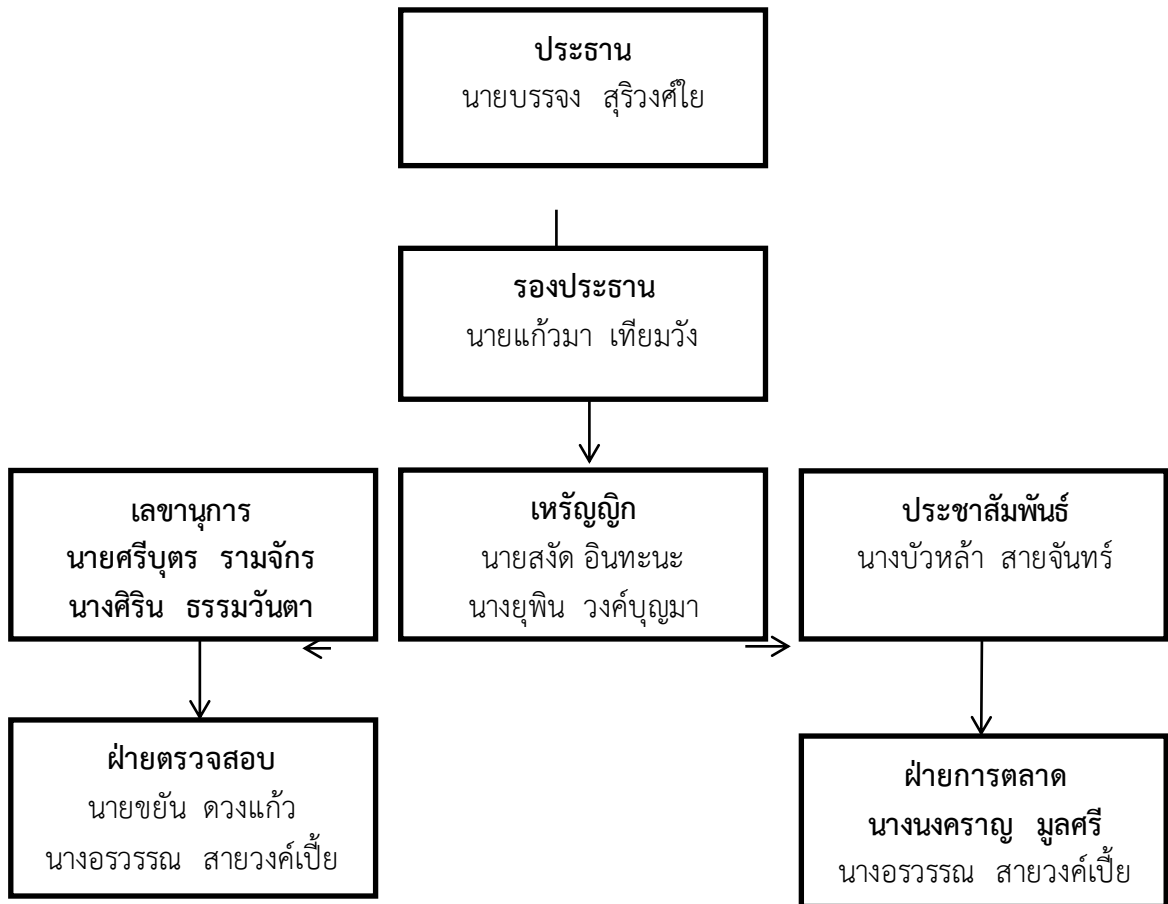 ประธาน
นายบรรจง สุริวงศ์ใย
รองประธาน
นายแก้วมา เทียมวัง
เลขานุการ
นายศรีบุตร รามจักร
นางศิริน ธรรมวันตา
เหรัญญิก
นายสงัด อินทะนะ
นางยุพิน วงค์บุญมา
ประชาสัมพันธ์
นางบัวหล้า สายจันทร์
ฝ่ายตรวจสอบ
นายขยัน ดวงแก้ว
นางอรวรรณ สายวงค์เปี้ย
ฝ่ายการตลาด
นางนงคราญ มูลศรี
นางอรวรรณ สายวงค์เปี้ย